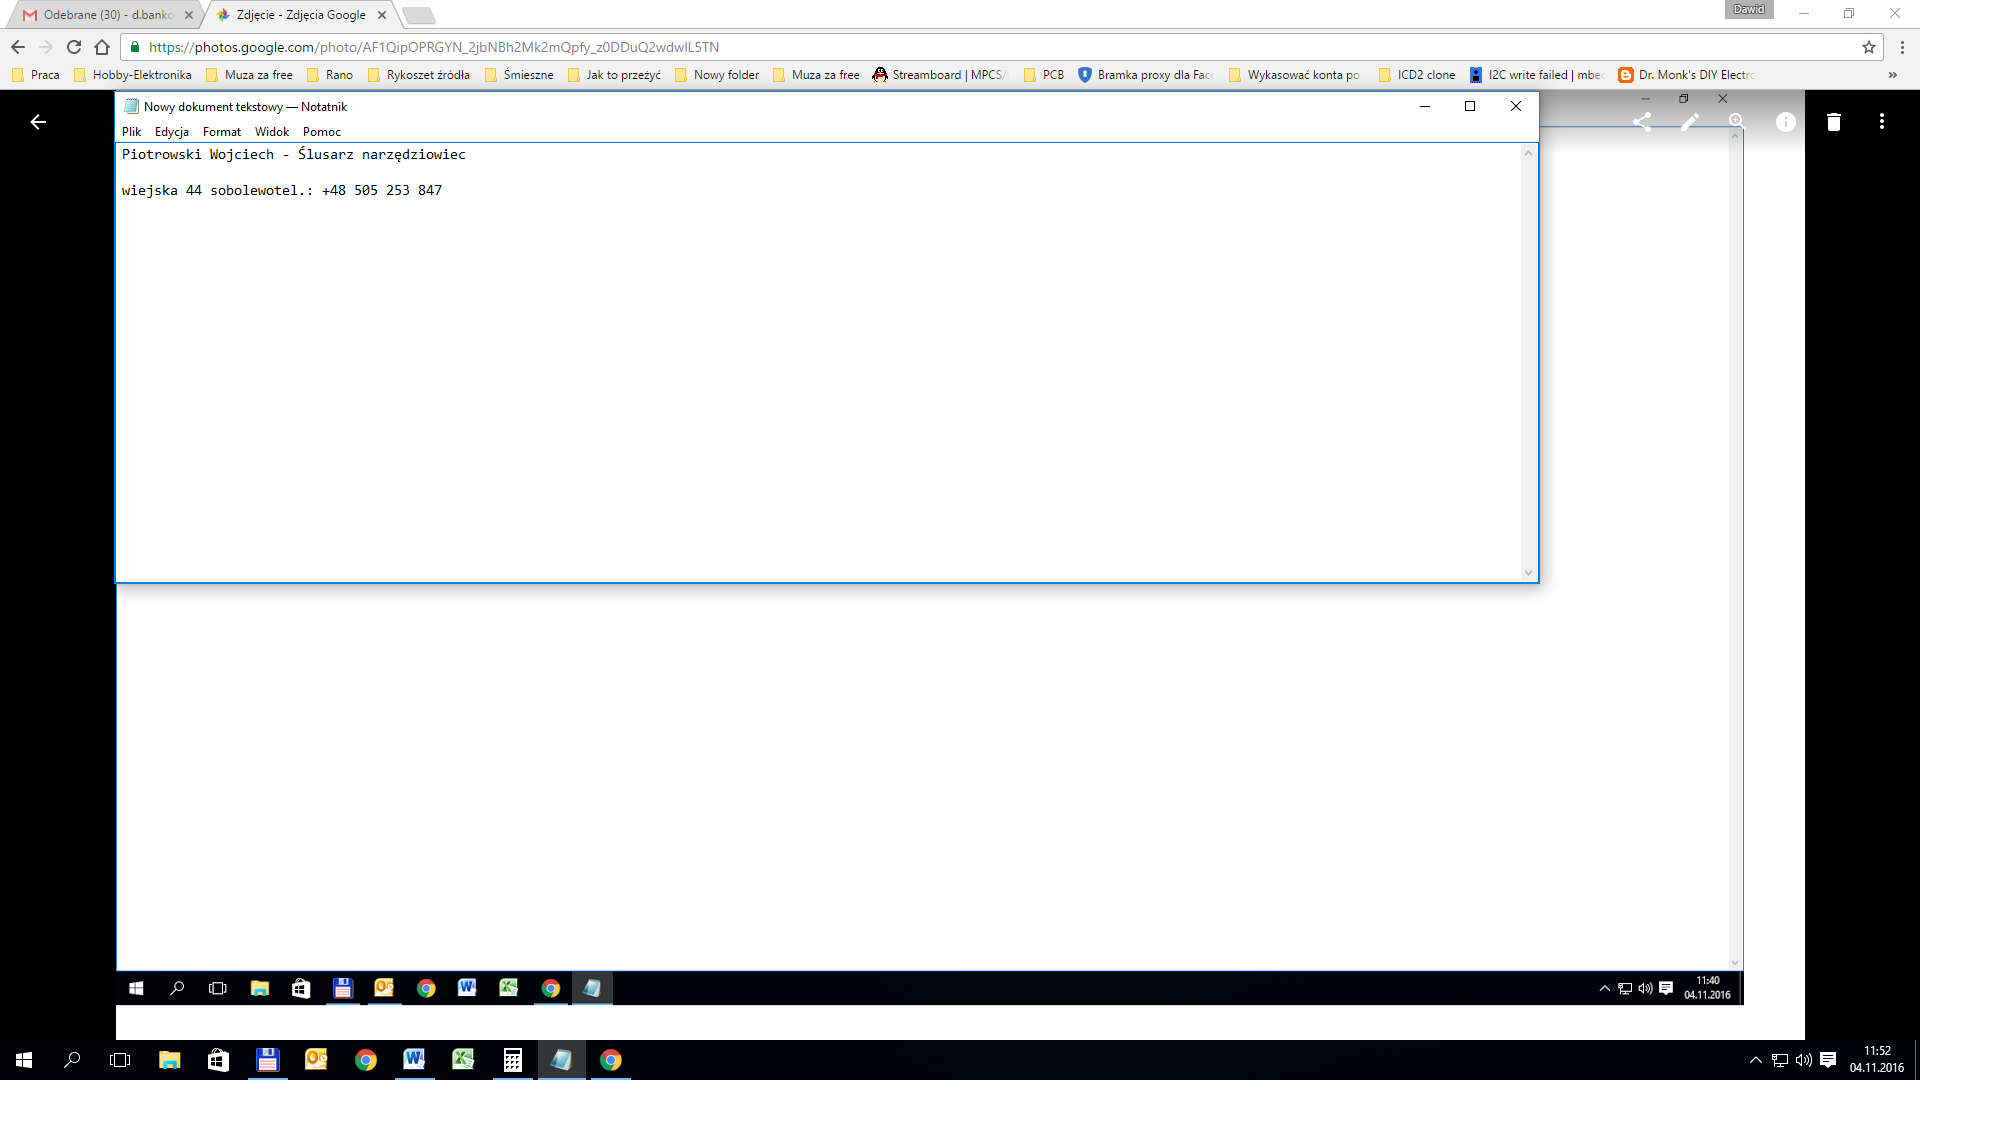 Odebrane (30) - d.banko
Zdjęcie - Zdjęcia Google
Dawid
https://photos.google.com/photo/AF1QipOPRGYN_2jbNBh2Mk2mQpfy_z0DDuQ2wdwIL5TN
Praca Hobby-Elektronika Muza za free Rano Rykoszet źródła Śmieszne Jak to przeżyć Nowy folder Muza za free Streamboard | MPCS/ PCB Bramka proxy dla Fac Wykasować konta po ICD2 clone I2C write failed | mbe Dr. Monk's DIY Electr »
Nowy dokument tekstowy — Notatnik
Plik Edycja Format Widok Pomoc
Piotrowski Wojciech - Ślusarz narzędziowiec
wiejska 44 sobolewotel.: +48 505 253 847
11:40
04.11.2016
11:52
04.11.2016